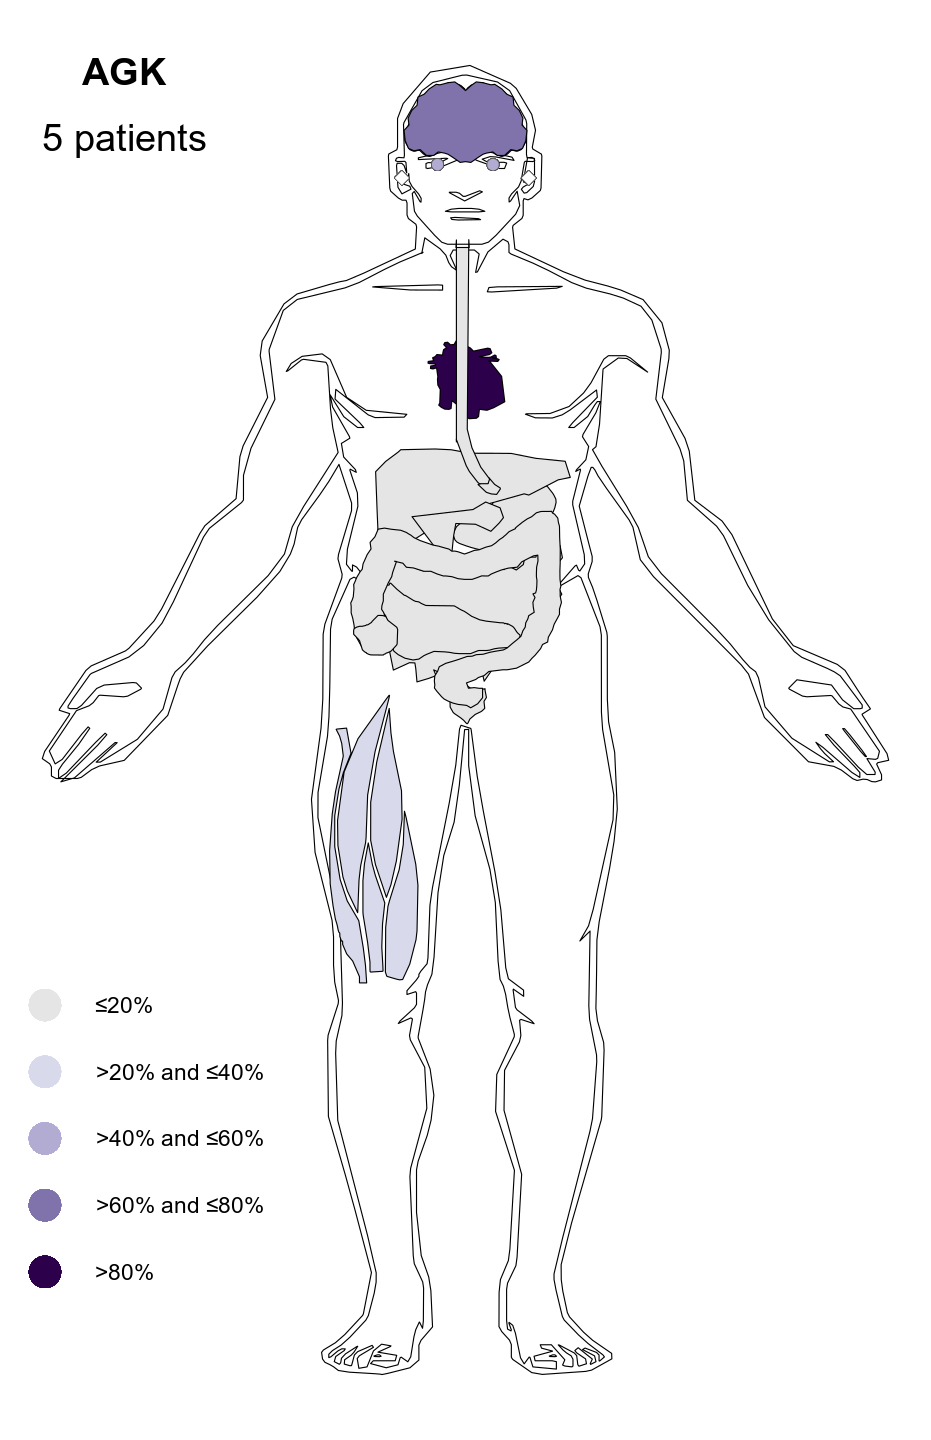 AGK
5 patients
≤20%
>20% and ≤40%
>40% and ≤60%
>60% and ≤80%
>80%